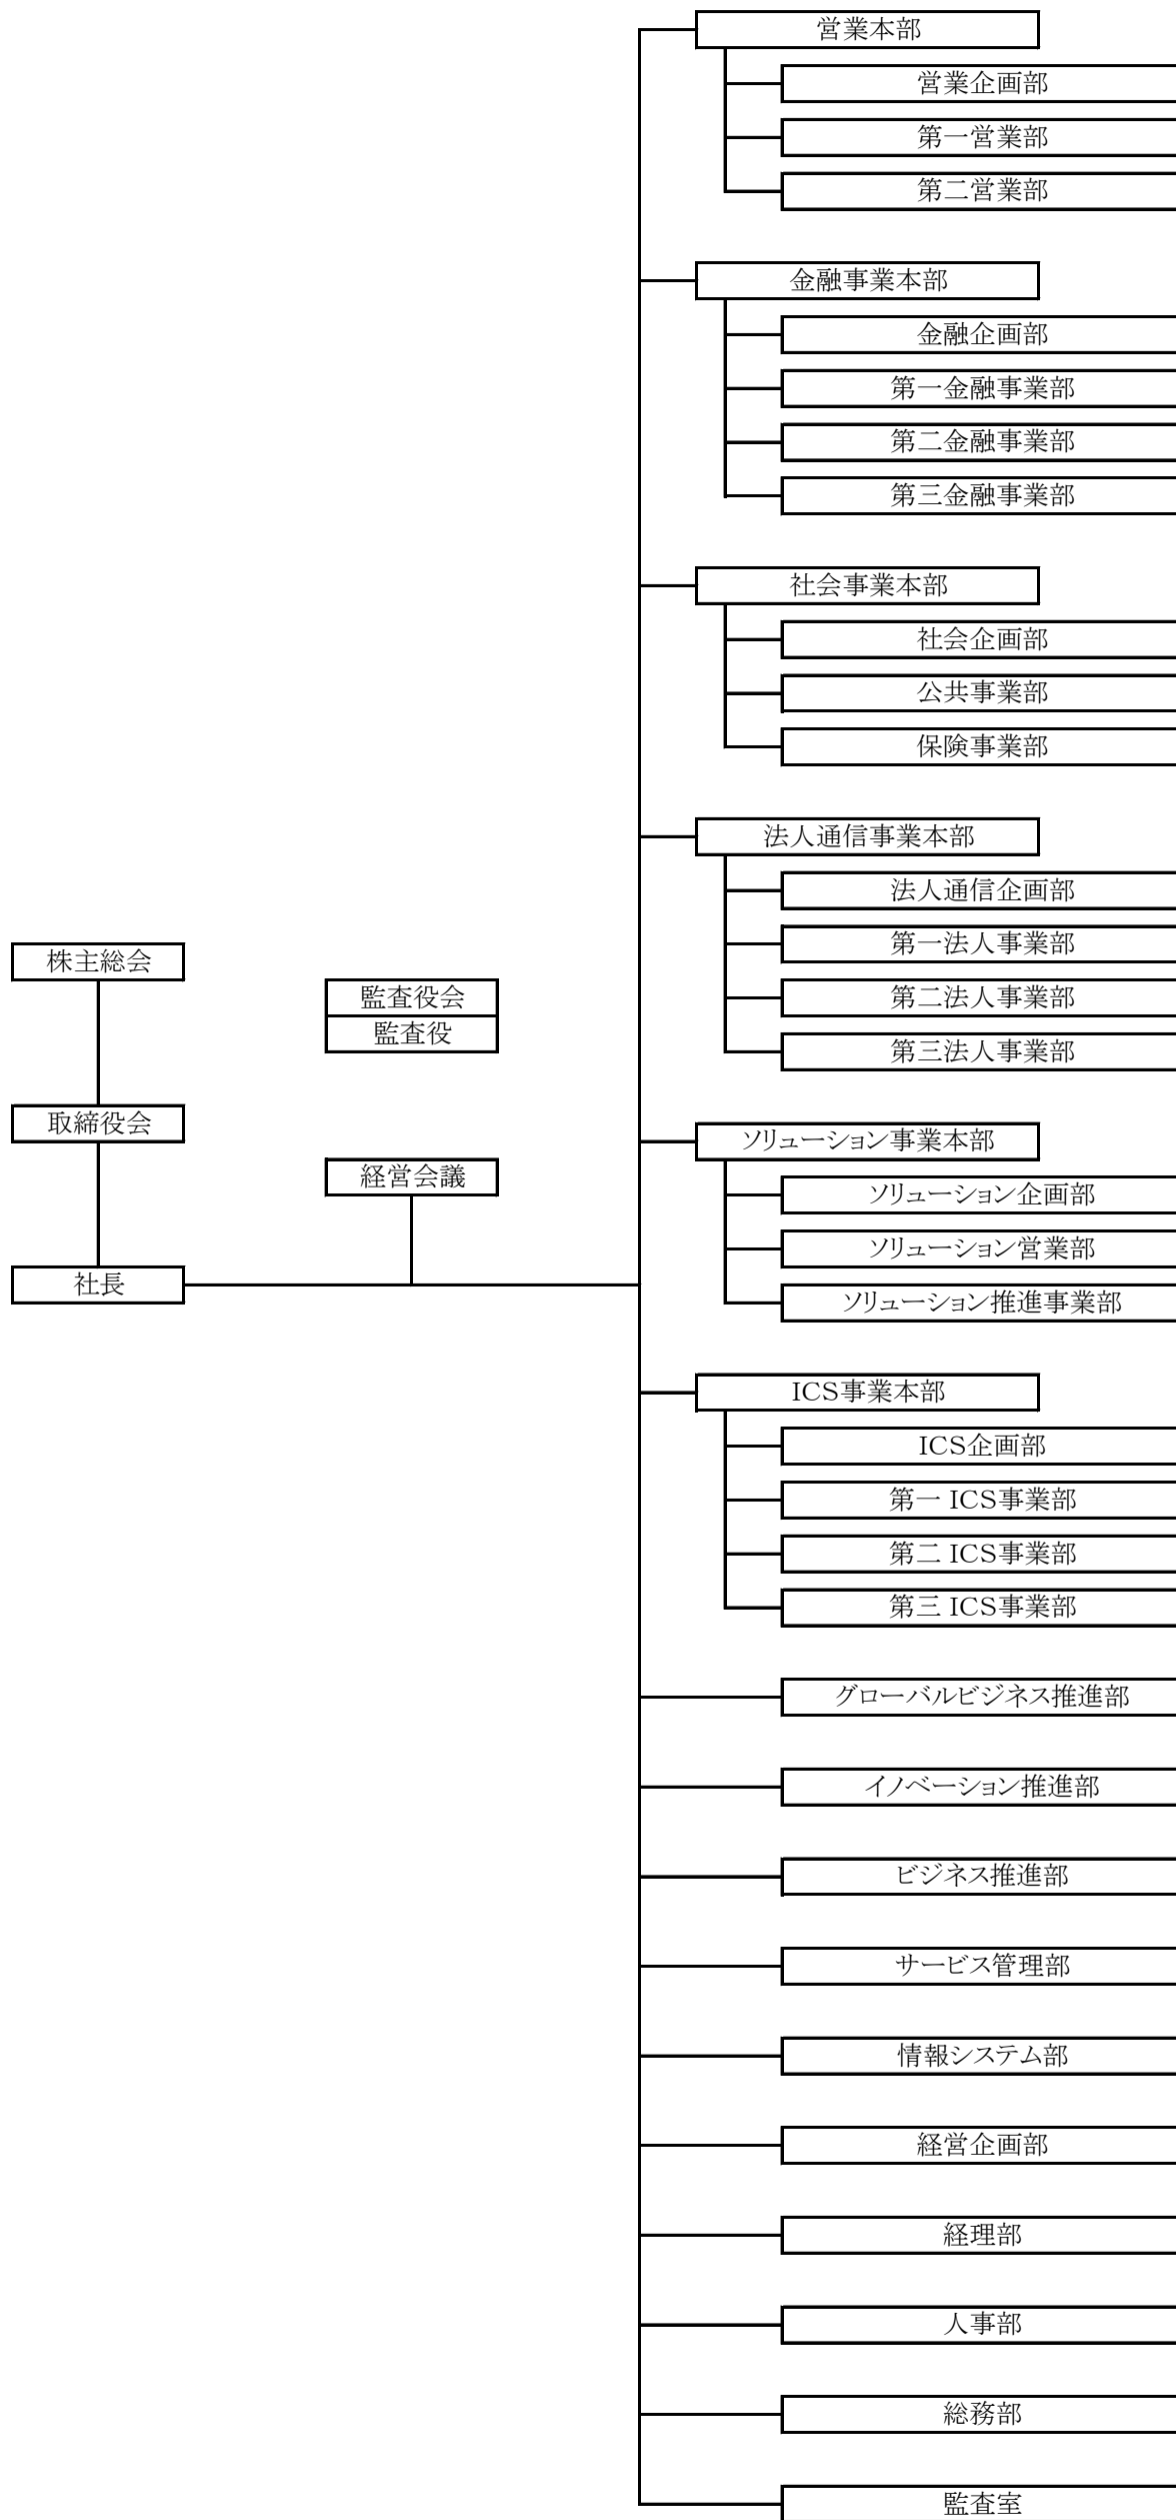 株主総会
監査役会
監査役
取締役会
経営会議
社長
営業本部
営業企画部
第一営業部
第二営業部
金融事業本部
金融企画部
第一金融事業部
第二金融事業部
第三金融事業部
社会事業本部
社会企画部
公共事業部
保険事業部
法人通信事業本部
法人通信企画部
第一法人事業部
第二法人事業部
第三法人事業部
ソリューション事業本部
ソリューション企画部
ソリューション営業部
ソリューション推進事業部
ICS事業本部
ICS企画部
第一 ICS事業部
第二 ICS事業部
第三 ICS事業部
グローバルビジネス推進部
イノベーション推進部
ビジネス推進部
サービス管理部
情報システム部
経営企画部
経理部
人事部
総務部
監査室